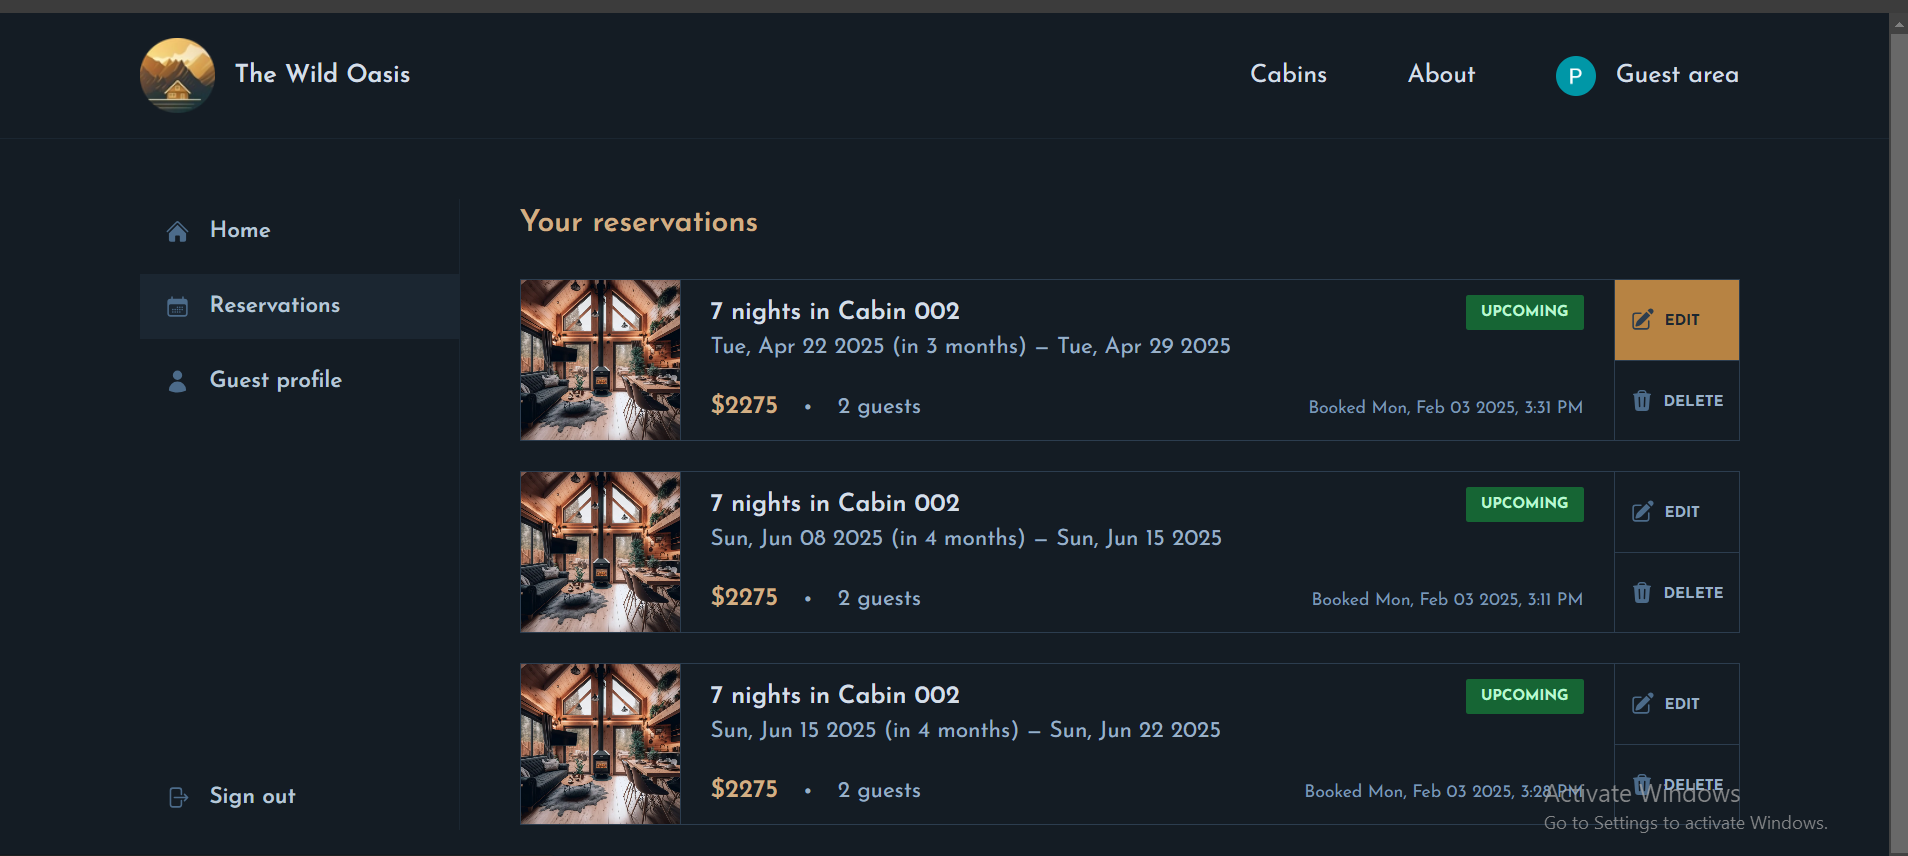 The Wild Oasis
Cabins
About
P
Guest area
Home
Reservations
Guest profile
Sign out
Your reservations
7 nights in Cabin 002
UPCOMING
Tue, Apr 22 2025 (in 3 months) – Tue, Apr 29 2025
$2275 • 2 guests
Booked Mon, Feb 03 2025, 3:31 PM
EDIT
DELETE
7 nights in Cabin 002
UPCOMING
Sun, Jun 08 2025 (in 4 months) – Sun, Jun 15 2025
$2275 • 2 guests
Booked Mon, Feb 03 2025, 3:11 PM
EDIT
DELETE
7 nights in Cabin 002
UPCOMING
Sun, Jun 15 2025 (in 4 months) – Sun, Jun 22 2025
$2275 • 2 guests
Booked Mon, Feb 03 2025, 3:28 PM
EDIT
DELETE
Activate Windows
Go to Settings to activate Windows.